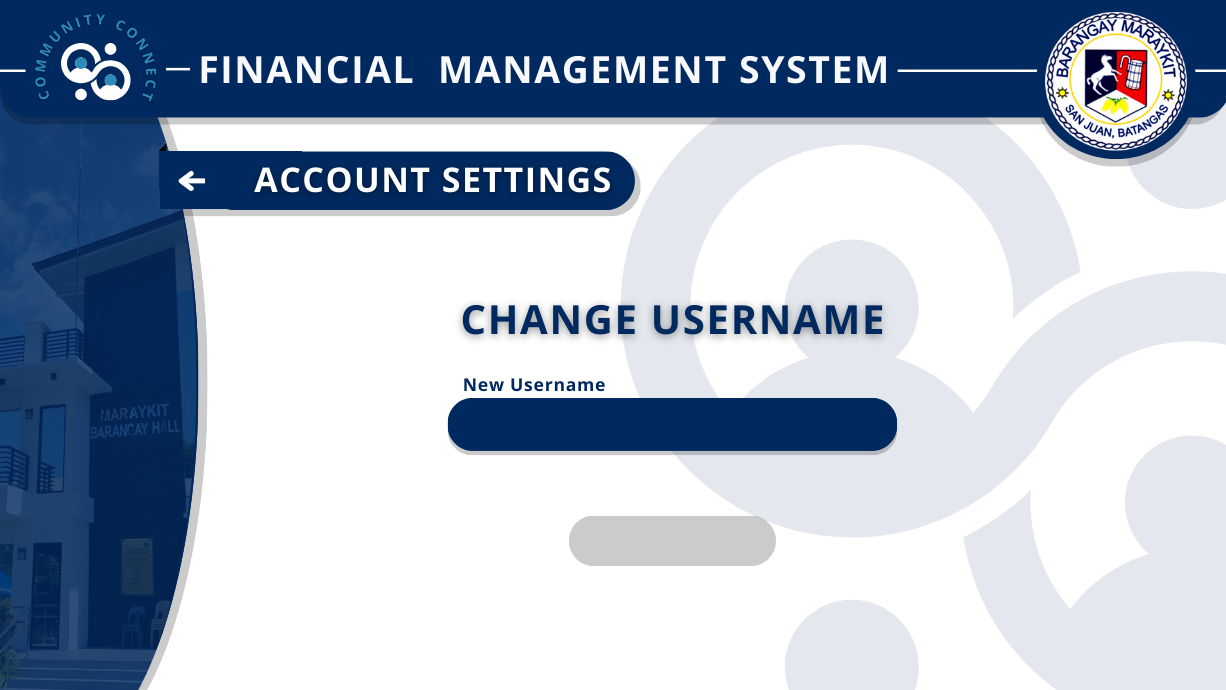 COMMUNITY CONNECT
FINANCIAL MANAGEMENT SYSTEM
BARANGAY MARAYKIT
SAN JUAN, BATANGAS
ACCOUNT SETTINGS
CHANGE USERNAME
New Username
MARAYKIT
BARANGAY HALL